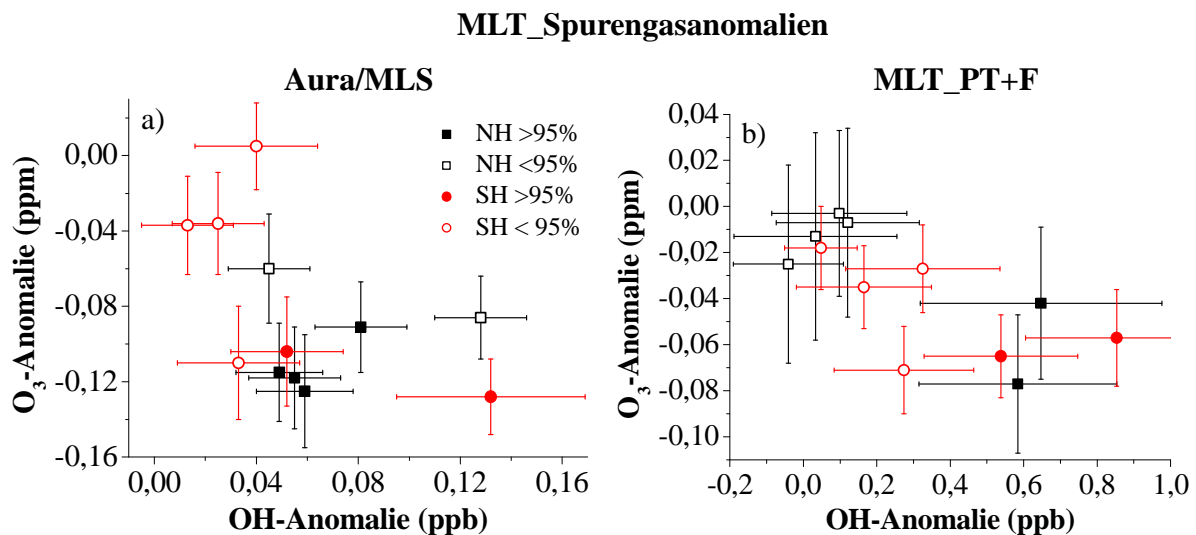 MLT_Spurengasanomalien
Aura/MLS
a)
NH >95%
NH <95%
SH >95%
SH < 95%
0,00
-0,04
-0,08
-0,12
-0,16
O₃-Anomalie (ppm)
0,00 0,04 0,08 0,12 0,16
OH-Anomalie (ppb)
MLT_PT+F
b)
0,04
0,02
0,00
-0,02
-0,04
-0,06
-0,08
-0,10
O₃-Anomalie (ppm)
-0,2 0,0 0,2 0,4 0,6 0,8 1,0
OH-Anomalie (ppb)